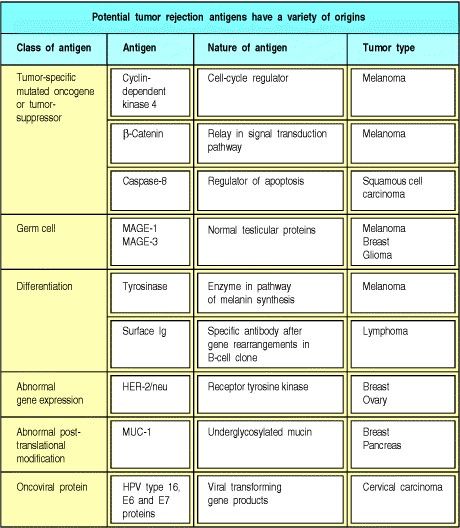 Potential tumor rejection antigens have a variety of origins
Class of antigen
Antigen
Nature of antigen
Tumor type
Tumor-specific
mutated oncogene
or tumor-
suppressor
Cyclin-
dependent
kinase 4
Cell-cycle regulator
Melanoma
β-Catenin
Relay in signal transduction
pathway
Melanoma
Caspase-8
Regulator of apoptosis
Squamous cell
carcinoma
Germ cell
MAGE-1
MAGE-3
Normal testicular proteins
Melanoma
Breast
Glioma
Differentiation
Tyrosinase
Enzyme in pathway
of melanin synthesis
Melanoma
Surface Ig
Specific antibody after
gene rearrangements in
B-cell clone
Lymphoma
Abnormal
gene expression
HER-2/neu
Receptor tyrosine kinase
Breast
Ovary
Abnormal post-
translational
modification
MUC-1
Underglycosylated mucin
Breast
Pancreas
Oncoviral protein
HPV type 16,
E6 and E7
proteins
Viral transforming
gene products
Cervical carcinoma